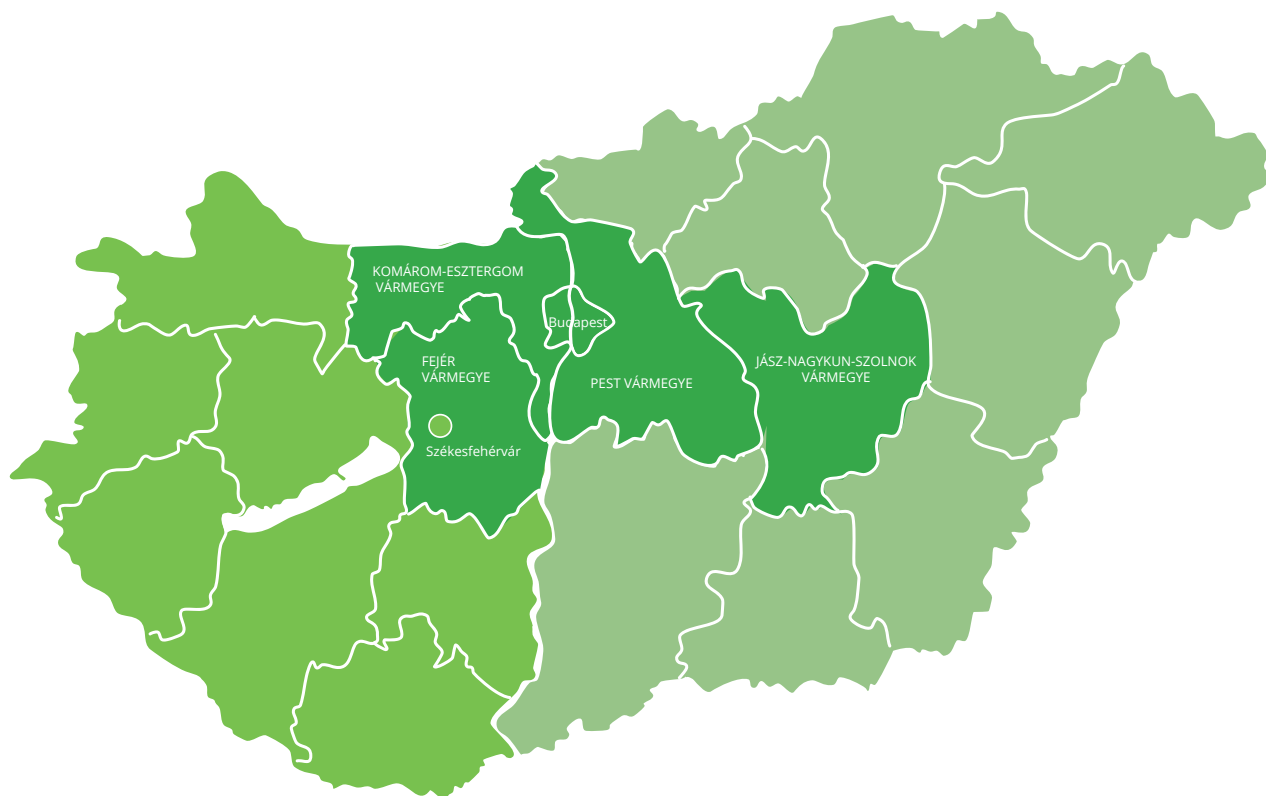 KOMÁROM-ESZTERGOM
VÁRMEGYE
Budapest
FEJÉR
VÁRMEGYE
PEST VÁRMEGYE
JÁSZ-NAGYKUN-SZOLNOK
VÁRMEGYE
Székesfehérvár